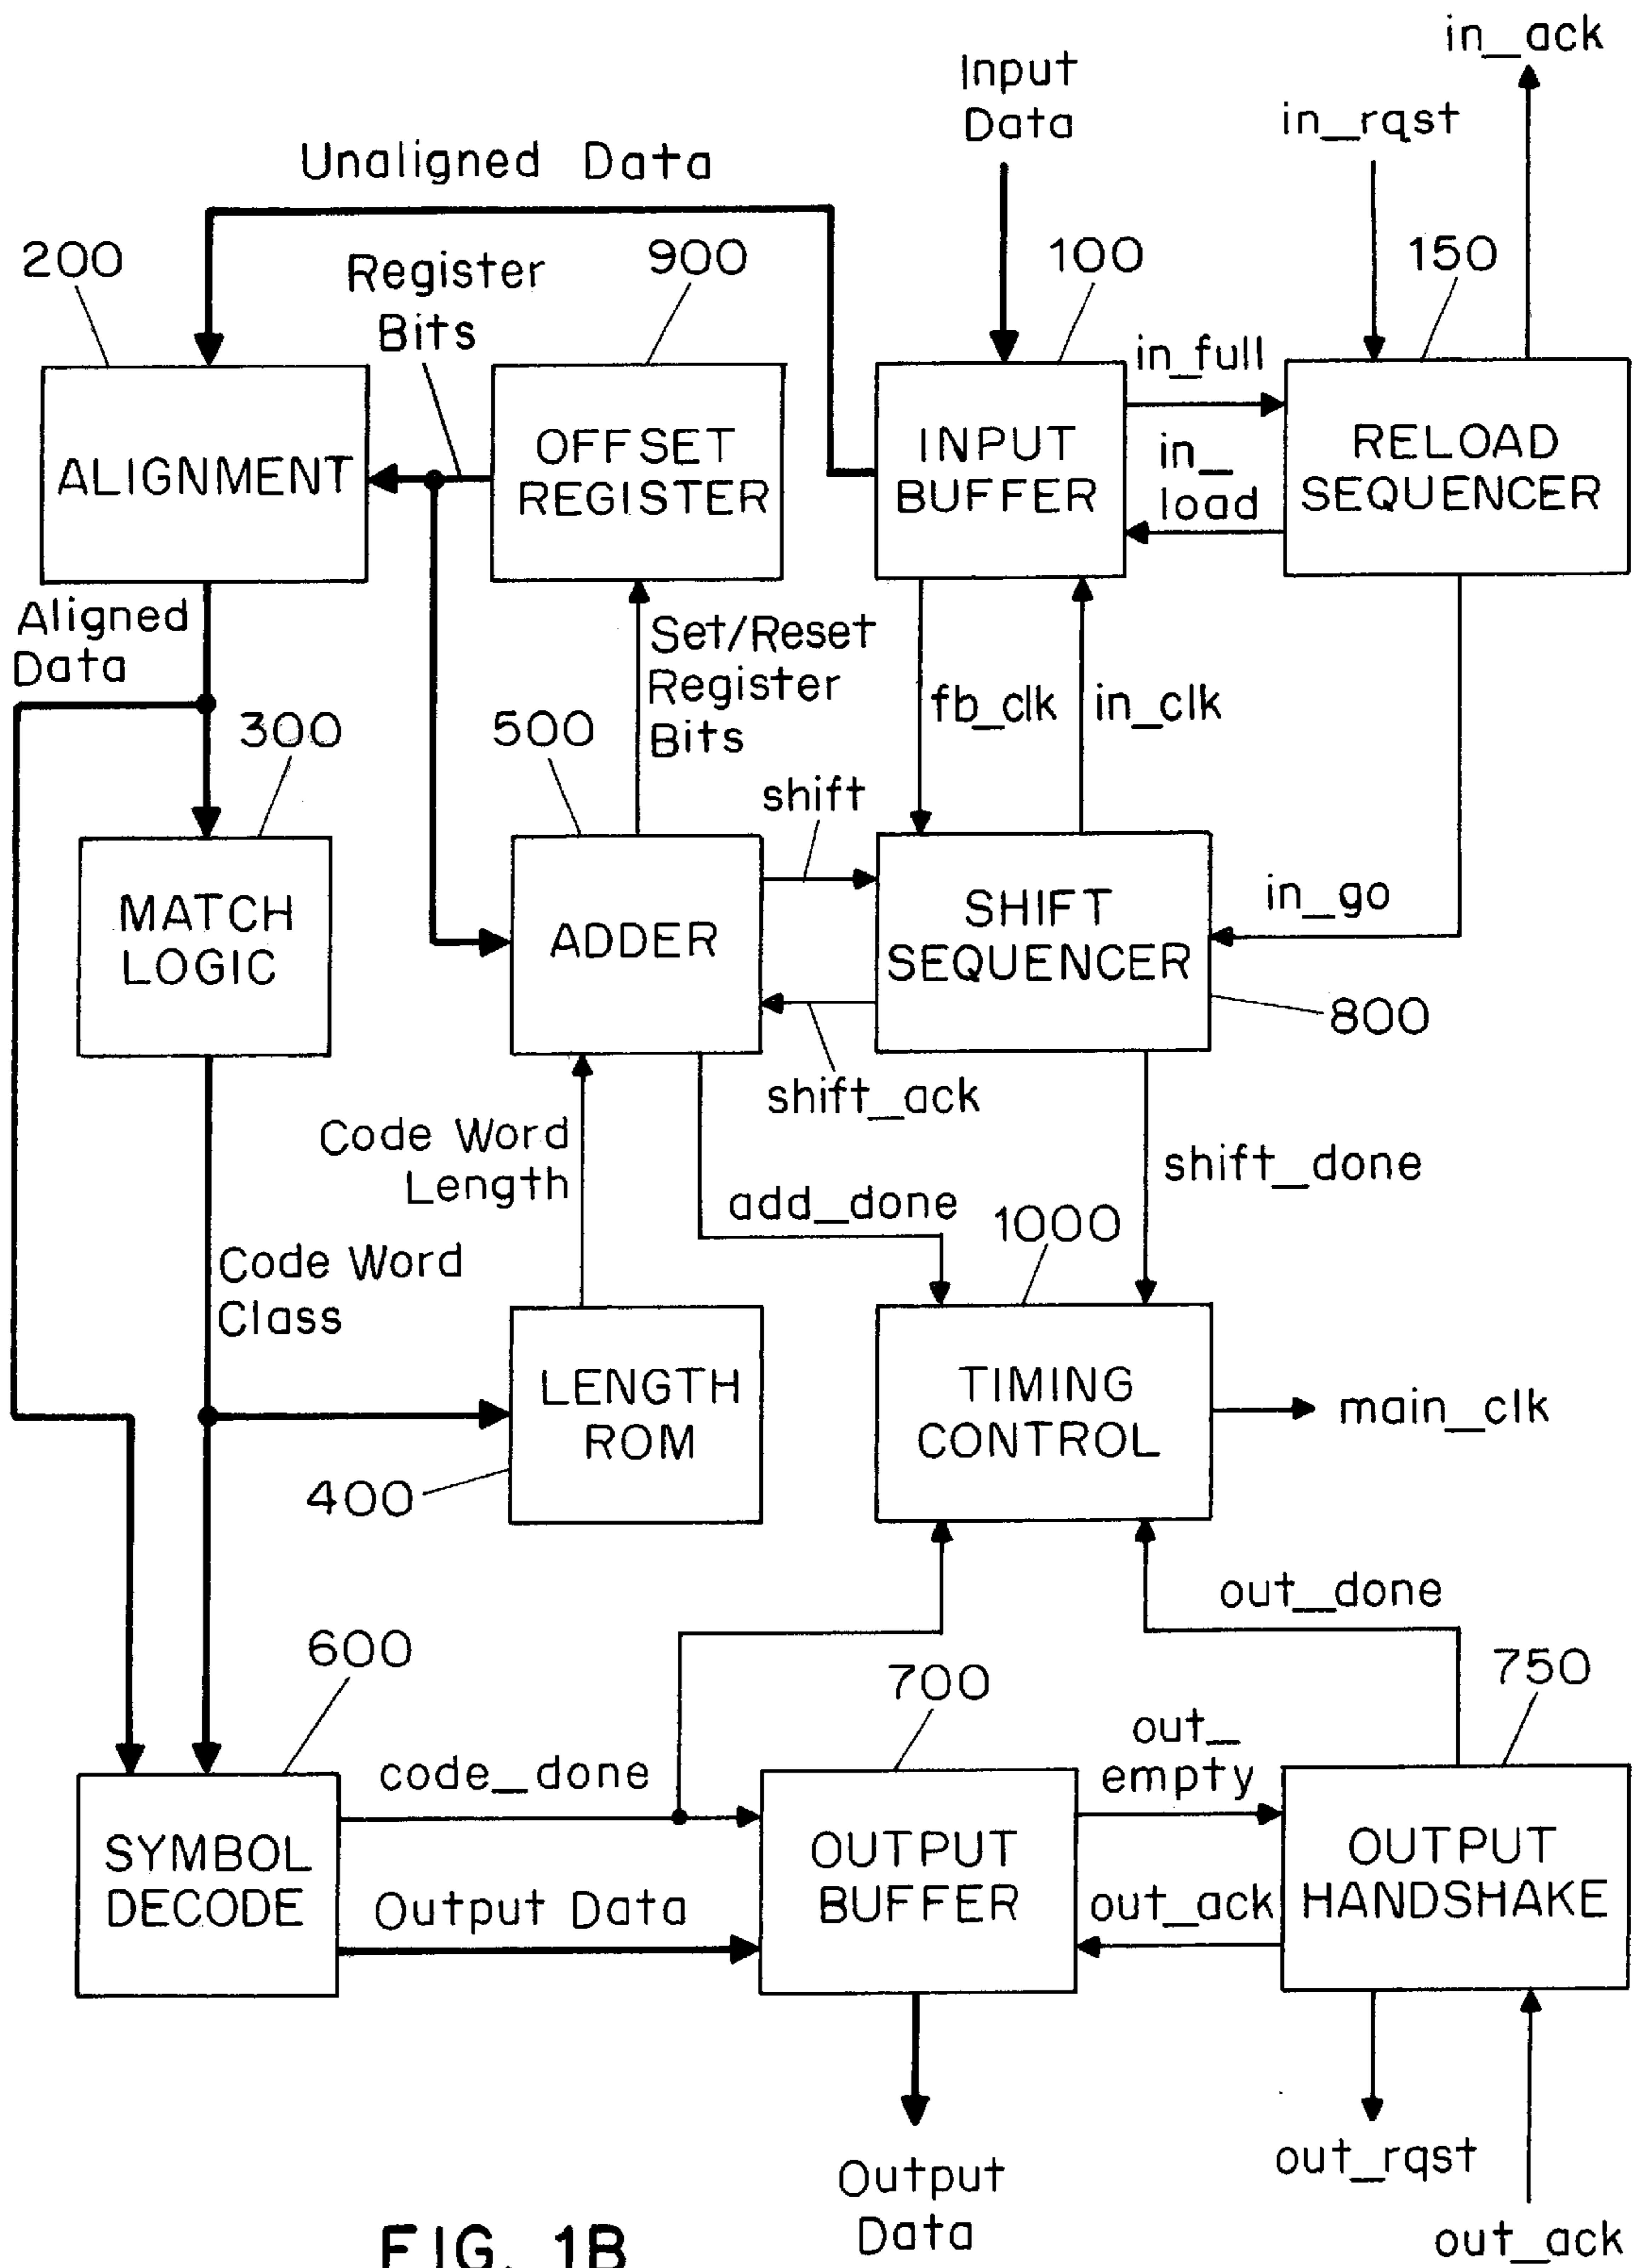 in_ack
Input
Data
in_rqst
Unaligned Data
200
Register
Bits
900
100
150
in_full
ALIGNMENT
OFFSET
REGISTER
INPUT
BUFFER
in_
load
RELOAD
SEQUENCER
Aligned
Data
Set/Reset
Register
Bits
fb_clk
in_clk
300
500
shift
MATCH
LOGIC
ADDER
SHIFT
SEQUENCER
in_go
800
shift_ack
Code Word
Length
shift_done
add_done
1000
Code Word
Class
LENGTH
ROM
TIMING
CONTROL
main_clk
400
out_done
600
700
750
code_done
out_
empty
SYMBOL
DECODE
OUTPUT
BUFFER
OUTPUT
HANDSHAKE
Output Data
out_ack
out_rqst
Output
Data
out_ack
FIG. 1B